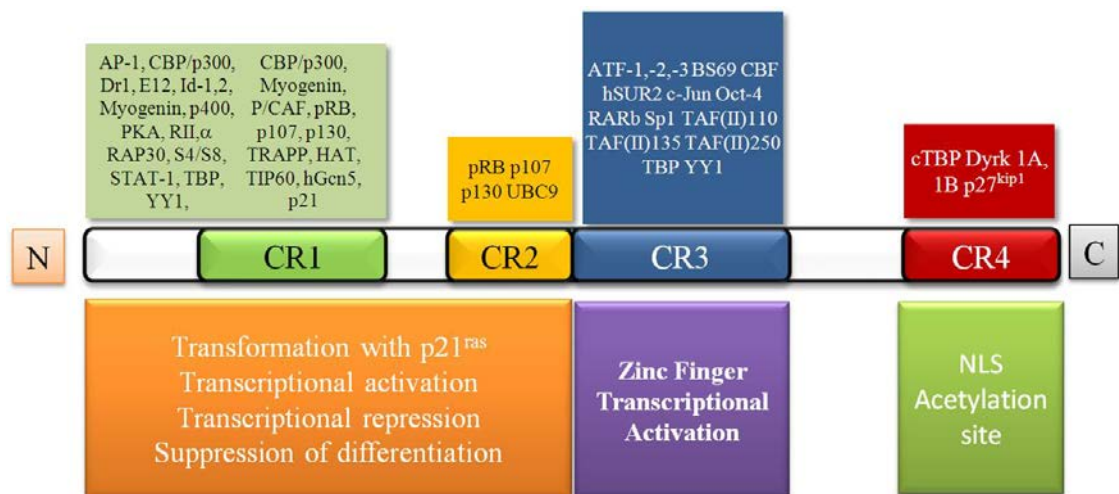 AP-1, CBP/p300,
Dr1, E12, Id-1,2,
Myogenin, p400,
PKA, RII,α
RAP30, S4/S8,
STAT-1, TBP,
YY1,
CBP/p300,
Myogenin,
P/CAF, pRB,
p107, p130,
TRAPP, HAT,
TIP60, hGcn5,
p21
pRB p107
p130 UBC9
ATF-1,-2,-3 BS69 CBF
hSUR2 c-Jun Oct-4
RARb Sp1 TAF(II)110
TAF(II)135 TAF(II)250
TBP YY1
cTBP Dyrk 1A,
1B p27kip1
N
CR1
CR2
CR3
CR4
C
Transformation with p21ras
Transcriptional activation
Transcriptional repression
Suppression of differentiation
Zinc Finger
Transcriptional
Activation
NLS
Acetylation
site